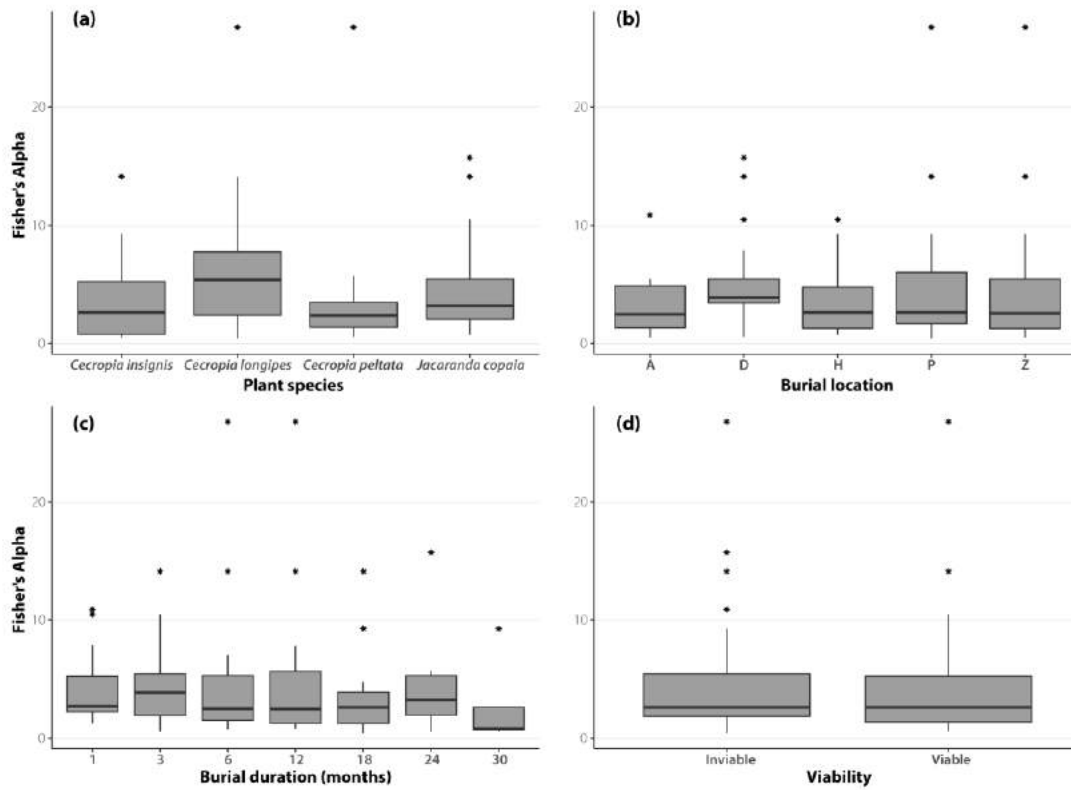 (a)
(b)
Fisher's Alpha
20
10
0
Cecropia insignis Cecropia longipes Cecropia peltata Jacaranda copaia
Plant species
20
10
0
A D H P Z
Burial location
(c)
(d)
Fisher's Alpha
20
10
0
1 3 6 12 18 24 30
Burial duration (months)
20
10
0
Inviable Viable
Viability